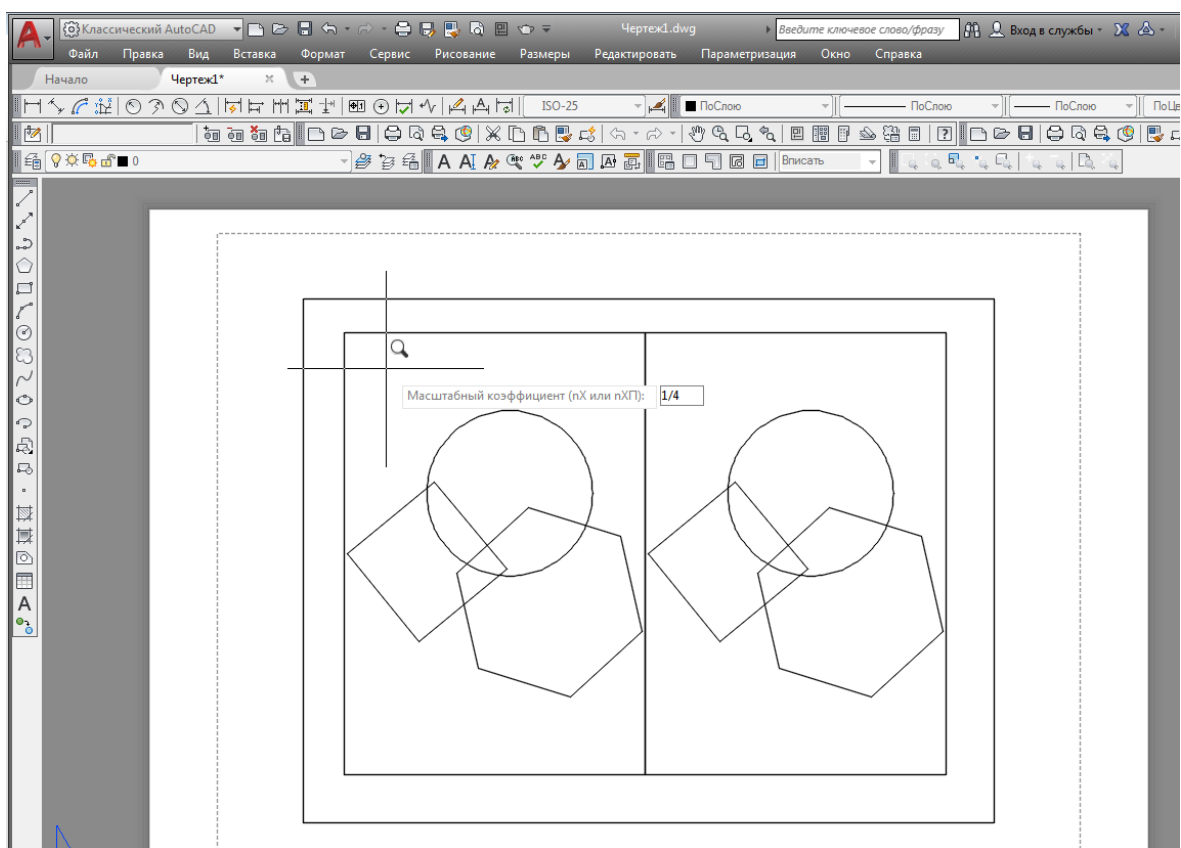 Классический AutoCAD Чертеж1.dwg Введите ключевое слово/фразу Вход в службы
Файл Правка Вид Вставка Формат Сервис Рисование Размеры Редактировать Параметризация Окно Справка
Начало Чертеж1*
ISO-25 ПоСлою ПоСлою ПоСлою ПоЦв
0 Вписать
Масштабный коэффициент (nX или nXП): 1/4